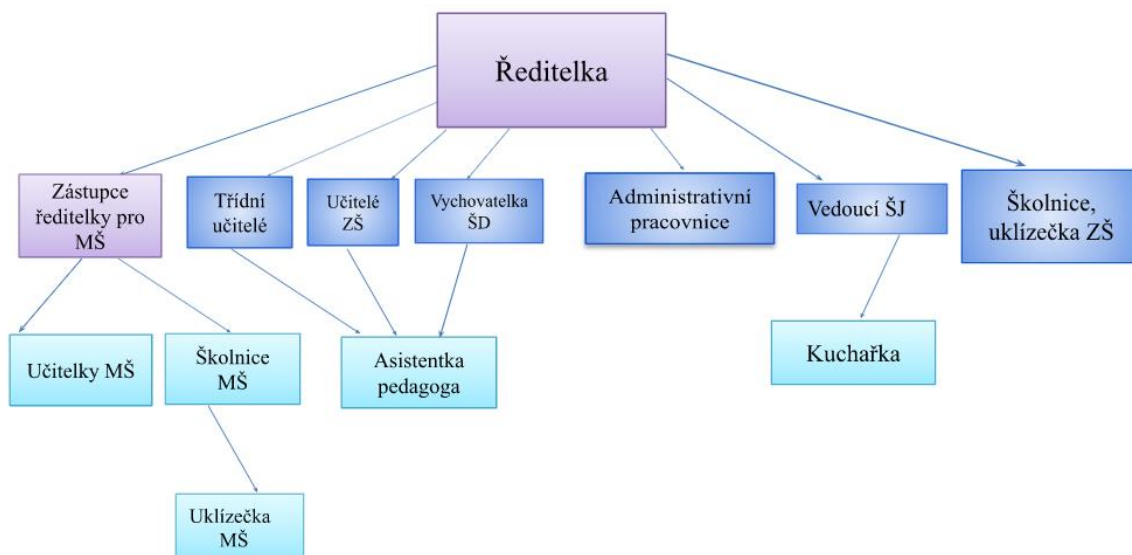 Ředitelka
Zástupce
ředitelky pro
MŠ
Třídní
učitelé
Učitelé
ZŠ
Vychovatelka
ŠD
Administrativní
pracovnice
Vedoucí ŠJ
Školnice,
uklízečka ZŠ
Učitelky MŠ
Školnice
MŠ
Asistentka
pedagoga
Kuchařka
Uklízečka
MŠ